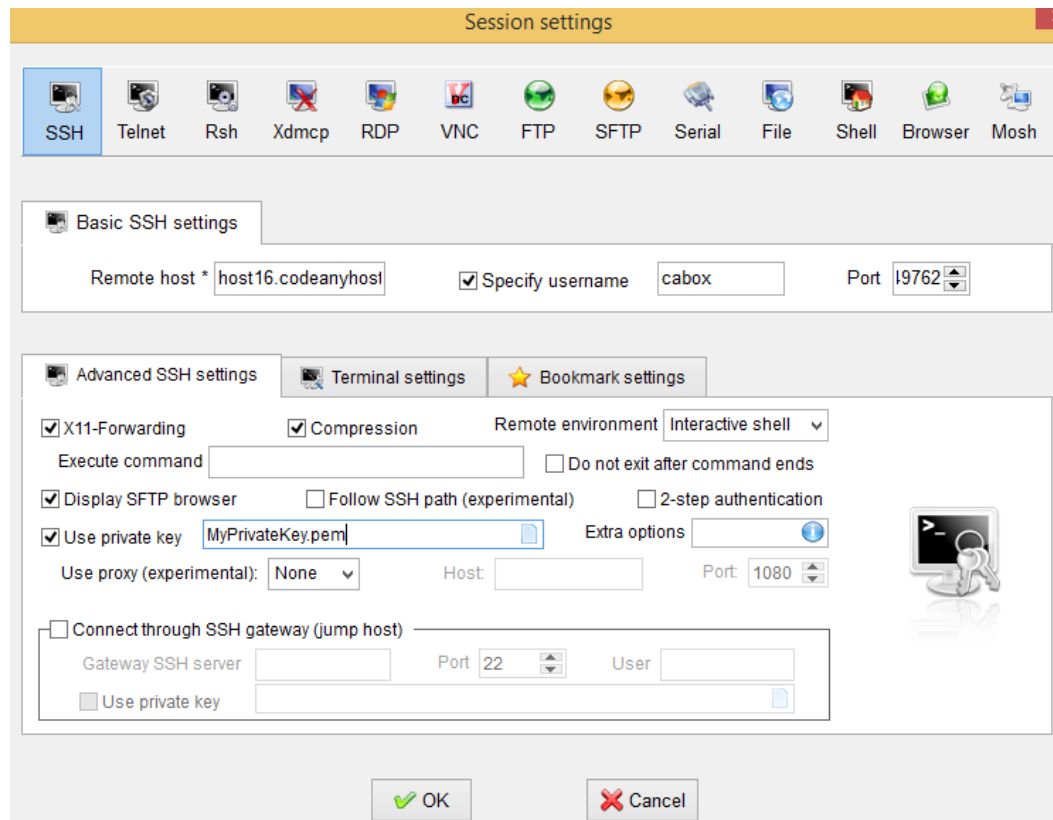 Session settings
SSH Telnet Rsh Xdmcp RDP VNC FTP SFTP Serial File Shell Browser Mosh
Basic SSH settings
Remote host * host16.codeanyhost Specify username cabox Port 49762
Advanced SSH settings Terminal settings Bookmark settings
X11-Forwarding Compression Remote environment Interactive shell
Execute command Do not exit after command ends
Display SFTP browser Follow SSH path (experimental) 2-step authentication
Use private key MyPrivateKey.pem Extra options
Use proxy (experimental): None Host: Port: 1080
Connect through SSH gateway (jump host)
Gateway SSH server Port 22 User
Use private key
OK Cancel